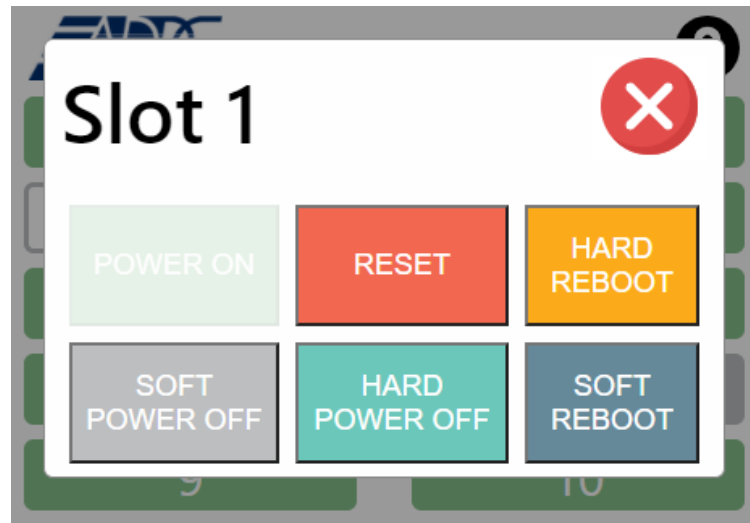 Slot 1
POWER ON
RESET
HARD
REBOOT
SOFT
POWER OFF
HARD
POWER OFF
SOFT
REBOOT
9
10